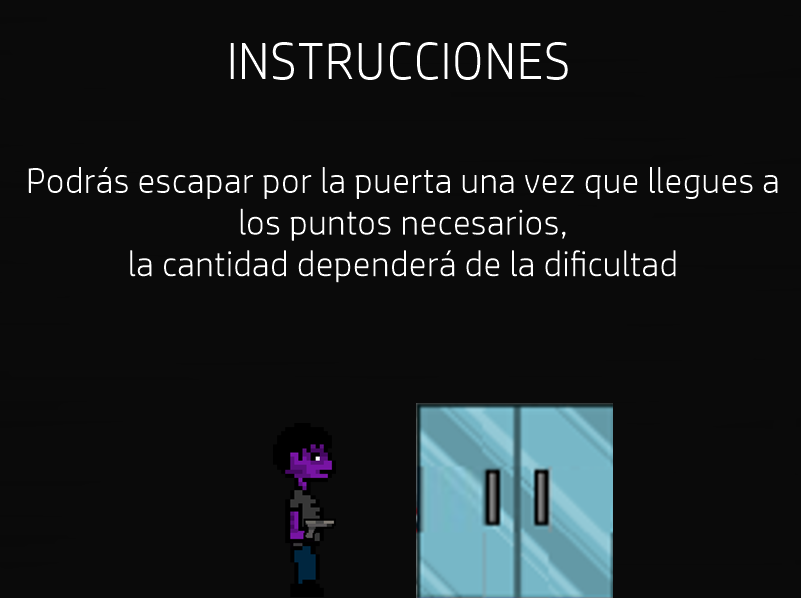 INSTRUCCIONES
Podrás escapar por la puerta una vez que llegues a
los puntos necesarios,
la cantidad dependerá de la dificultad